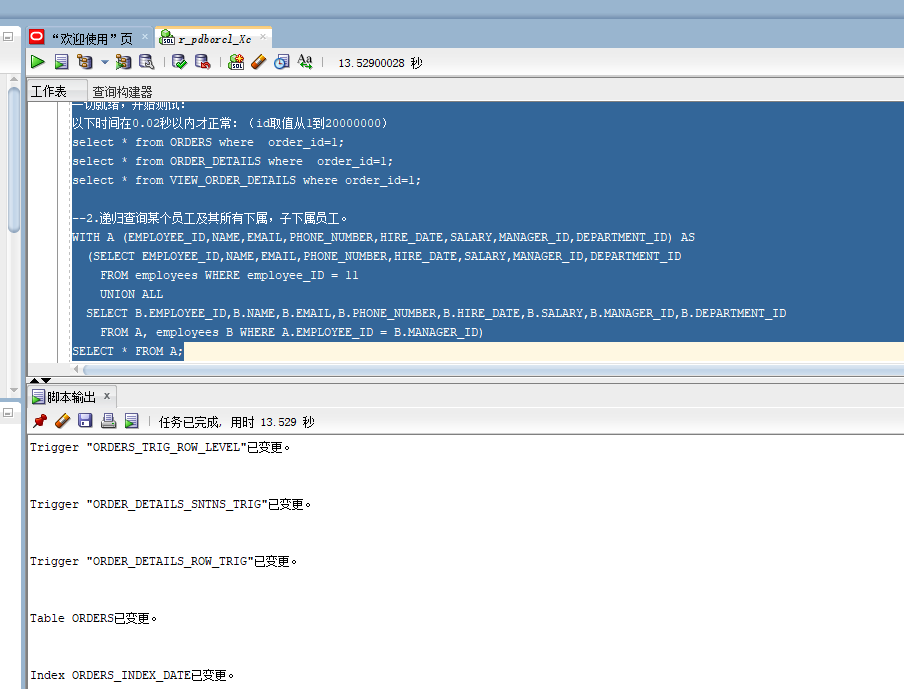 “欢迎使用”页
r_pdborcl_Xc
13.52900028 秒
工作表 查询构建器
一切就绪，开始测试：
以下时间在0.02秒以内才正常：（id取值从1到20000000）
select * from ORDERS where  order_id=1;
select * from ORDER_DETAILS where  order_id=1;
select * from VIEW_ORDER_DETAILS where order_id=1;
--2.递归查询某个员工及其所有下属，子下属员工。
WITH A (EMPLOYEE_ID,NAME,EMAIL,PHONE_NUMBER,HIRE_DATE,SALARY,MANAGER_ID,DEPARTMENT_ID) AS
(SELECT EMPLOYEE_ID,NAME,EMAIL,PHONE_NUMBER,HIRE_DATE,SALARY,MANAGER_ID,DEPARTMENT_ID
FROM employees WHERE employee_ID = 11
UNION ALL
SELECT B.EMPLOYEE_ID,B.NAME,B.EMAIL,B.PHONE_NUMBER,B.HIRE_DATE,B.SALARY,B.MANAGER_ID,B.DEPARTMENT_ID
FROM A, employees B WHERE A.EMPLOYEE_ID = B.MANAGER_ID)
SELECT * FROM A;
脚本输出 x
任务已完成, 用时 13.529 秒
Trigger "ORDERS_TRIG_ROW_LEVEL"已变更。
Trigger "ORDER_DETAILS_SNTNS_TRIG"已变更。
Trigger "ORDER_DETAILS_ROW_TRIG"已变更。
Table ORDERS已变更。
Index ORDERS_INDEX_DATE已变更。